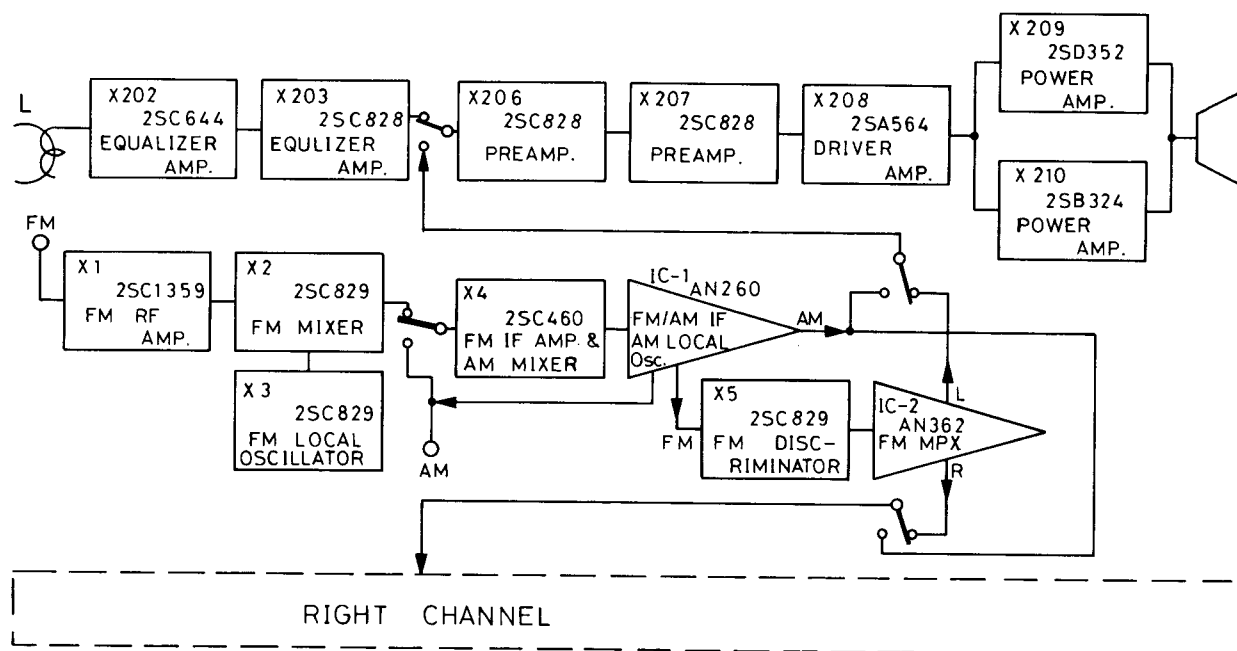 L
X202
2SC644
EQUALIZER
AMP.
X203
2SC828
EQULIZER
AMP.
X206
2SC828
PREAMP.
X207
2SC828
PREAMP.
X208
2SA564
DRIVER
AMP.
X209
2SD352
POWER
AMP.
X210
2SB324
POWER
AMP.
FM
X1
2SC1359
FM RF
AMP.
X2
2SC829
FM MIXER
X3
2SC829
FM LOCAL
OSCILLATOR
AM
X4
2SC460
FM IF AMP. &
AM MIXER
IC-1
AN260
FM/AM IF
AM LOCAL
Osc.
AM
FM
X5
2SC829
FM DISC-
RIMINATOR
IC-2
AN362
FM MPX
L
R
RIGHT CHANNEL